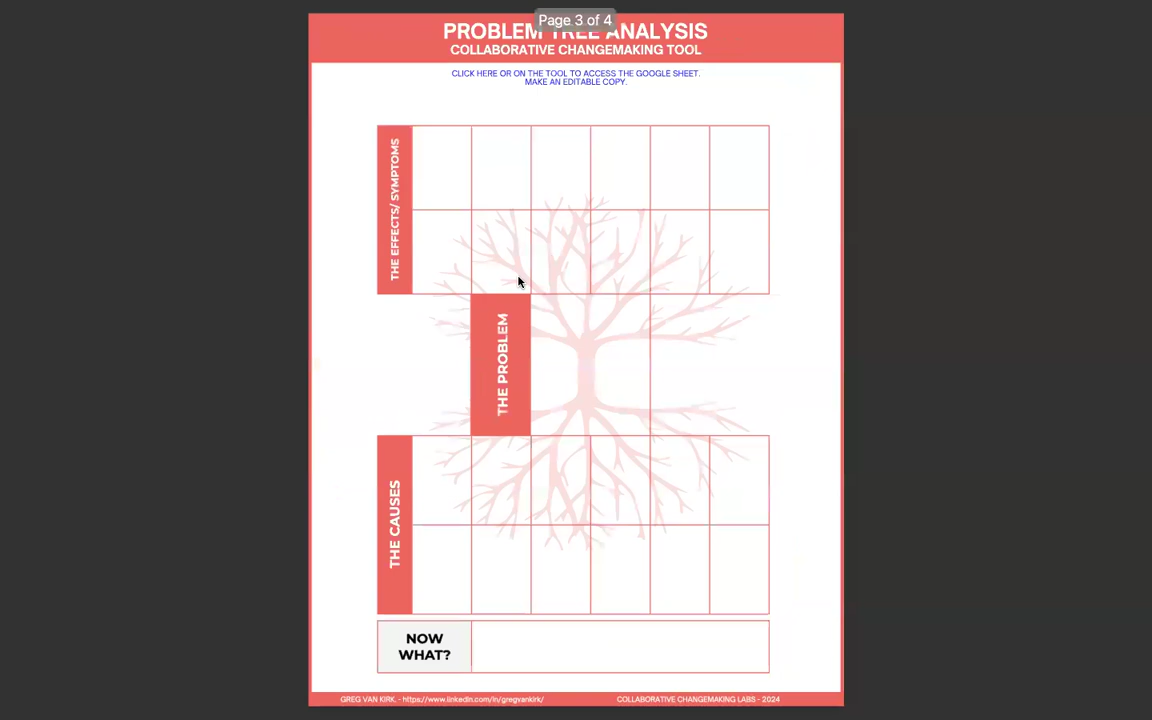 Page 3 of 4
PROBLEM TREE ANALYSIS
COLLABORATIVE CHANGEMAKING TOOL
CLICK HERE OR ON THE TOOL TO ACCESS THE GOOGLE SHEET.
MAKE AN EDITABLE COPY.
THE EFFECTS/ SYMPTOMS
THE PROBLEM
THE CAUSES
NOW
WHAT?
GREG VAN KIRK. - https://www.linkedin.com/in/gregvankirk/
COLLABORATIVE CHANGEMAKING LABS - 2024